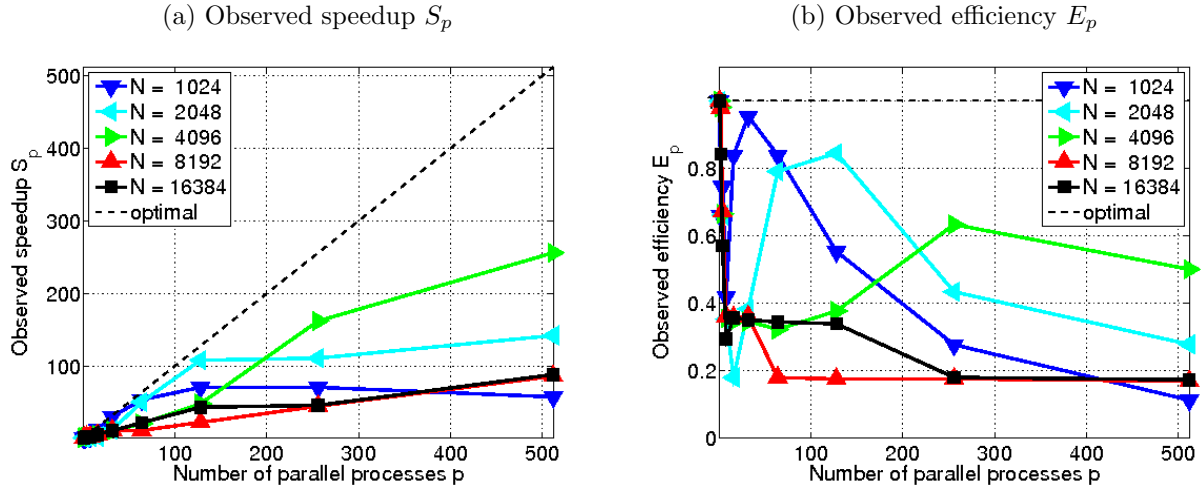 (a) Observed speedup S_p
500
400
300
200
100
0
0
100
200
300
400
500
Observed speedup S_p
Number of parallel processes p
N = 1024
N = 2048
N = 4096
N = 8192
N = 16384
optimal
(b) Observed efficiency E_p
0.8
0.6
0.4
0.2
0
0
100
200
300
400
500
Observed efficiency E_p
Number of parallel processes p
N = 1024
N = 2048
N = 4096
N = 8192
N = 16384
optimal